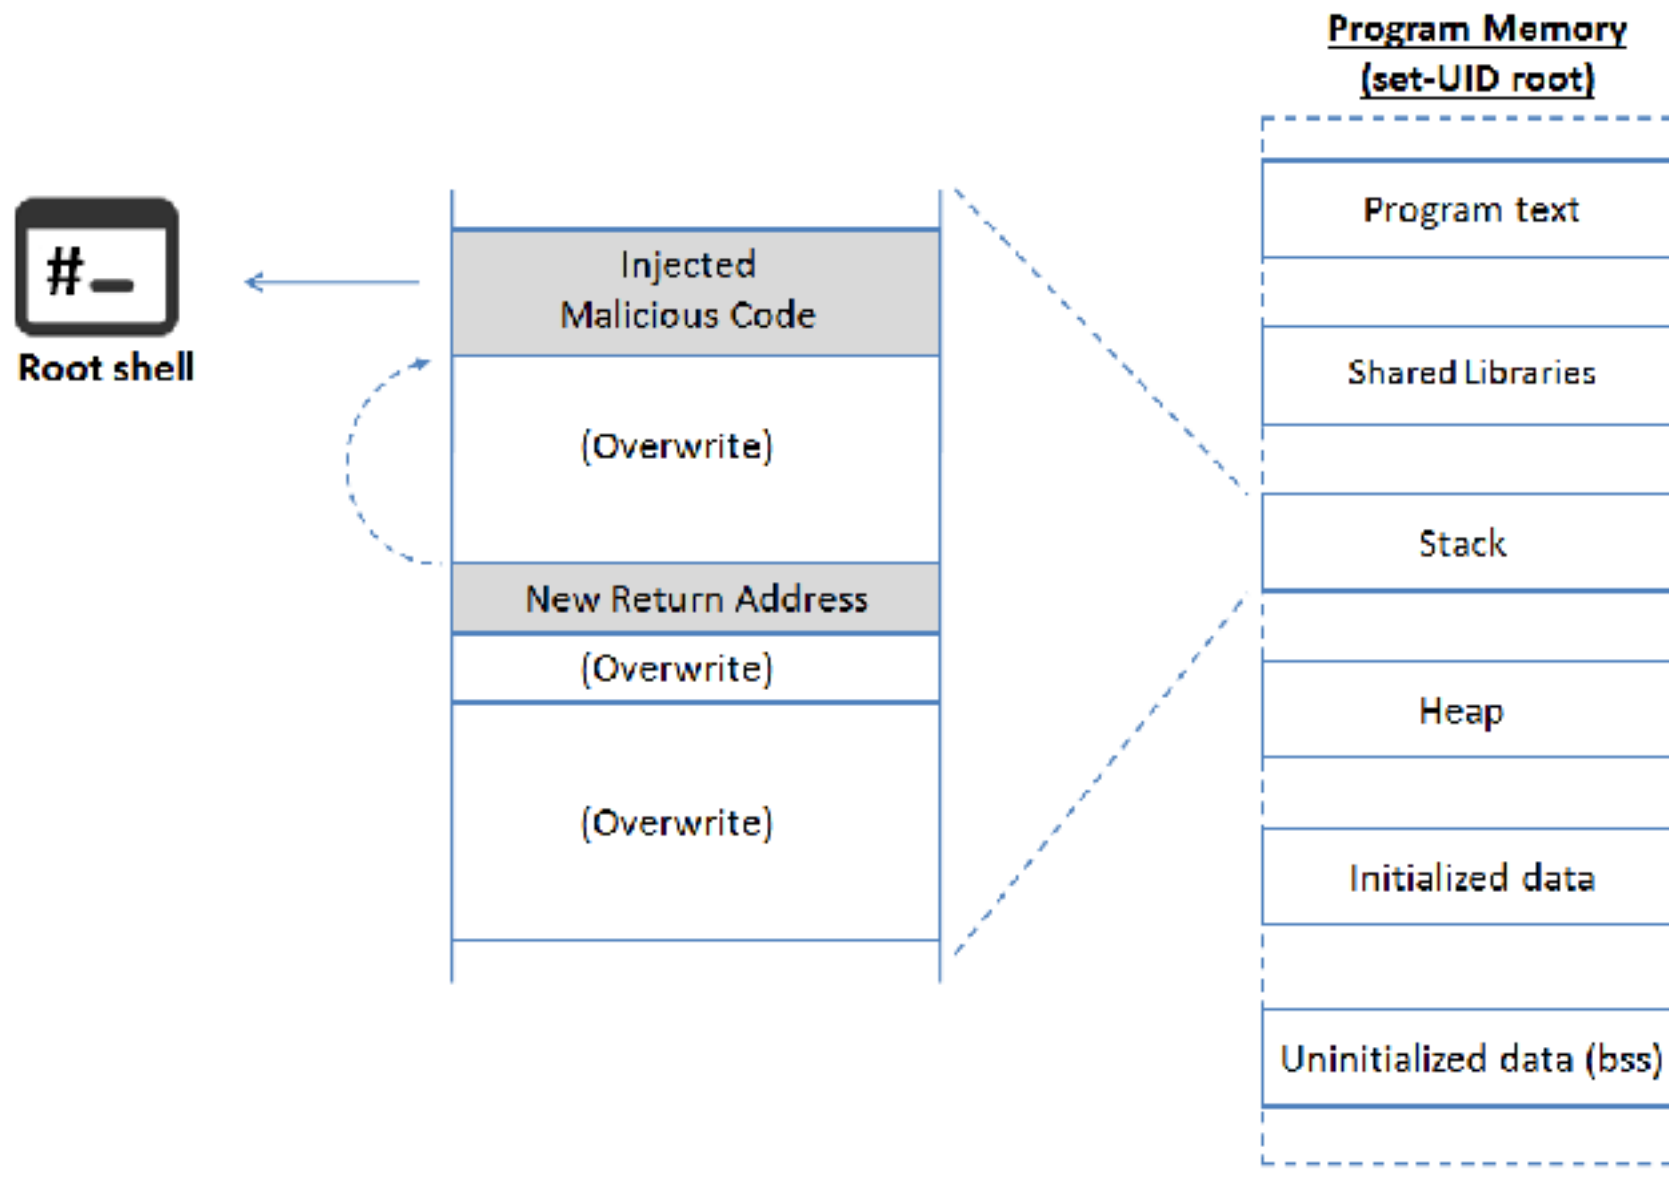 Program Memory
(set-UID root)
Program text
Shared Libraries
Stack
Heap
Initialized data
Uninitialized data (bss)
Injected
Malicious Code
(Overwrite)
New Return Address
(Overwrite)
(Overwrite)
#_
Root shell